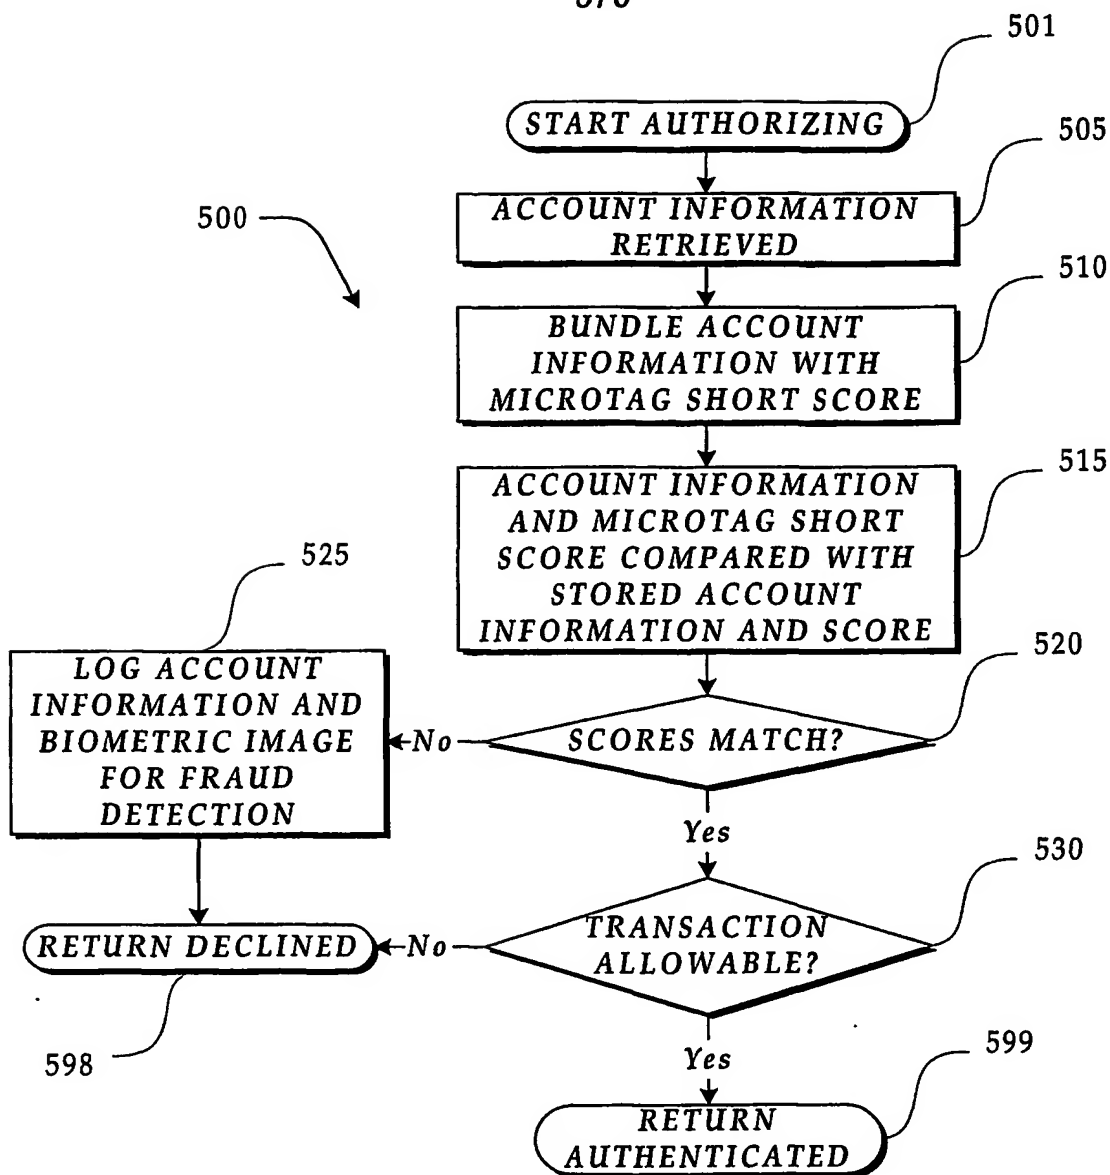 501
START AUTHORIZING
505
500
ACCOUNT INFORMATION
RETRIEVED
510
BUNDLE ACCOUNT
INFORMATION WITH
MICROTAG SHORT SCORE
515
ACCOUNT INFORMATION
AND MICROTAG SHORT
SCORE COMPARED WITH
STORED ACCOUNT
INFORMATION AND SCORE
525
LOG ACCOUNT
INFORMATION AND
BIOMETRIC IMAGE
FOR FRAUD
DETECTION
520
No
SCORES MATCH?
Yes
530
RETURN DECLINED
No
TRANSACTION
ALLOWABLE?
598
Yes
599
RETURN
AUTHENTICATED